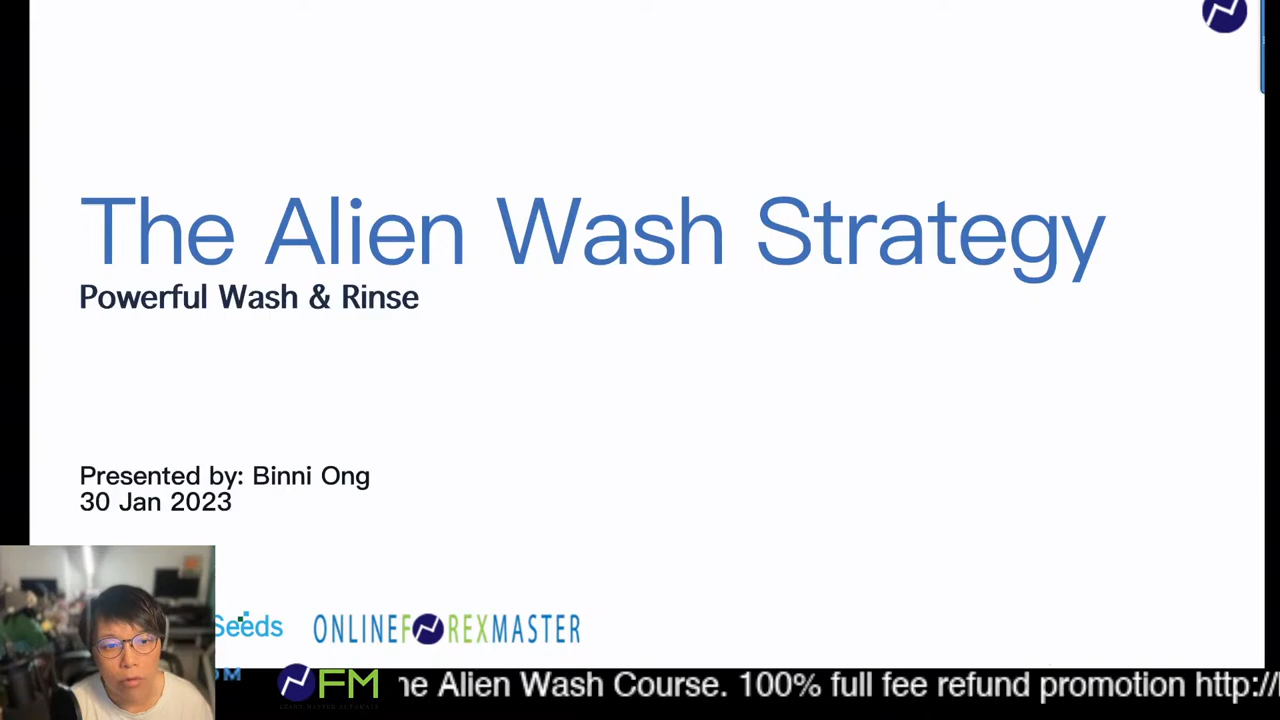 The Alien Wash Strategy
Powerful Wash & Rinse
Presented by: Binni Ong
30 Jan 2023
Seeds ONLINEFOREXMASTER
OM FM he Alien Wash Course. 100% full fee refund promotion http://